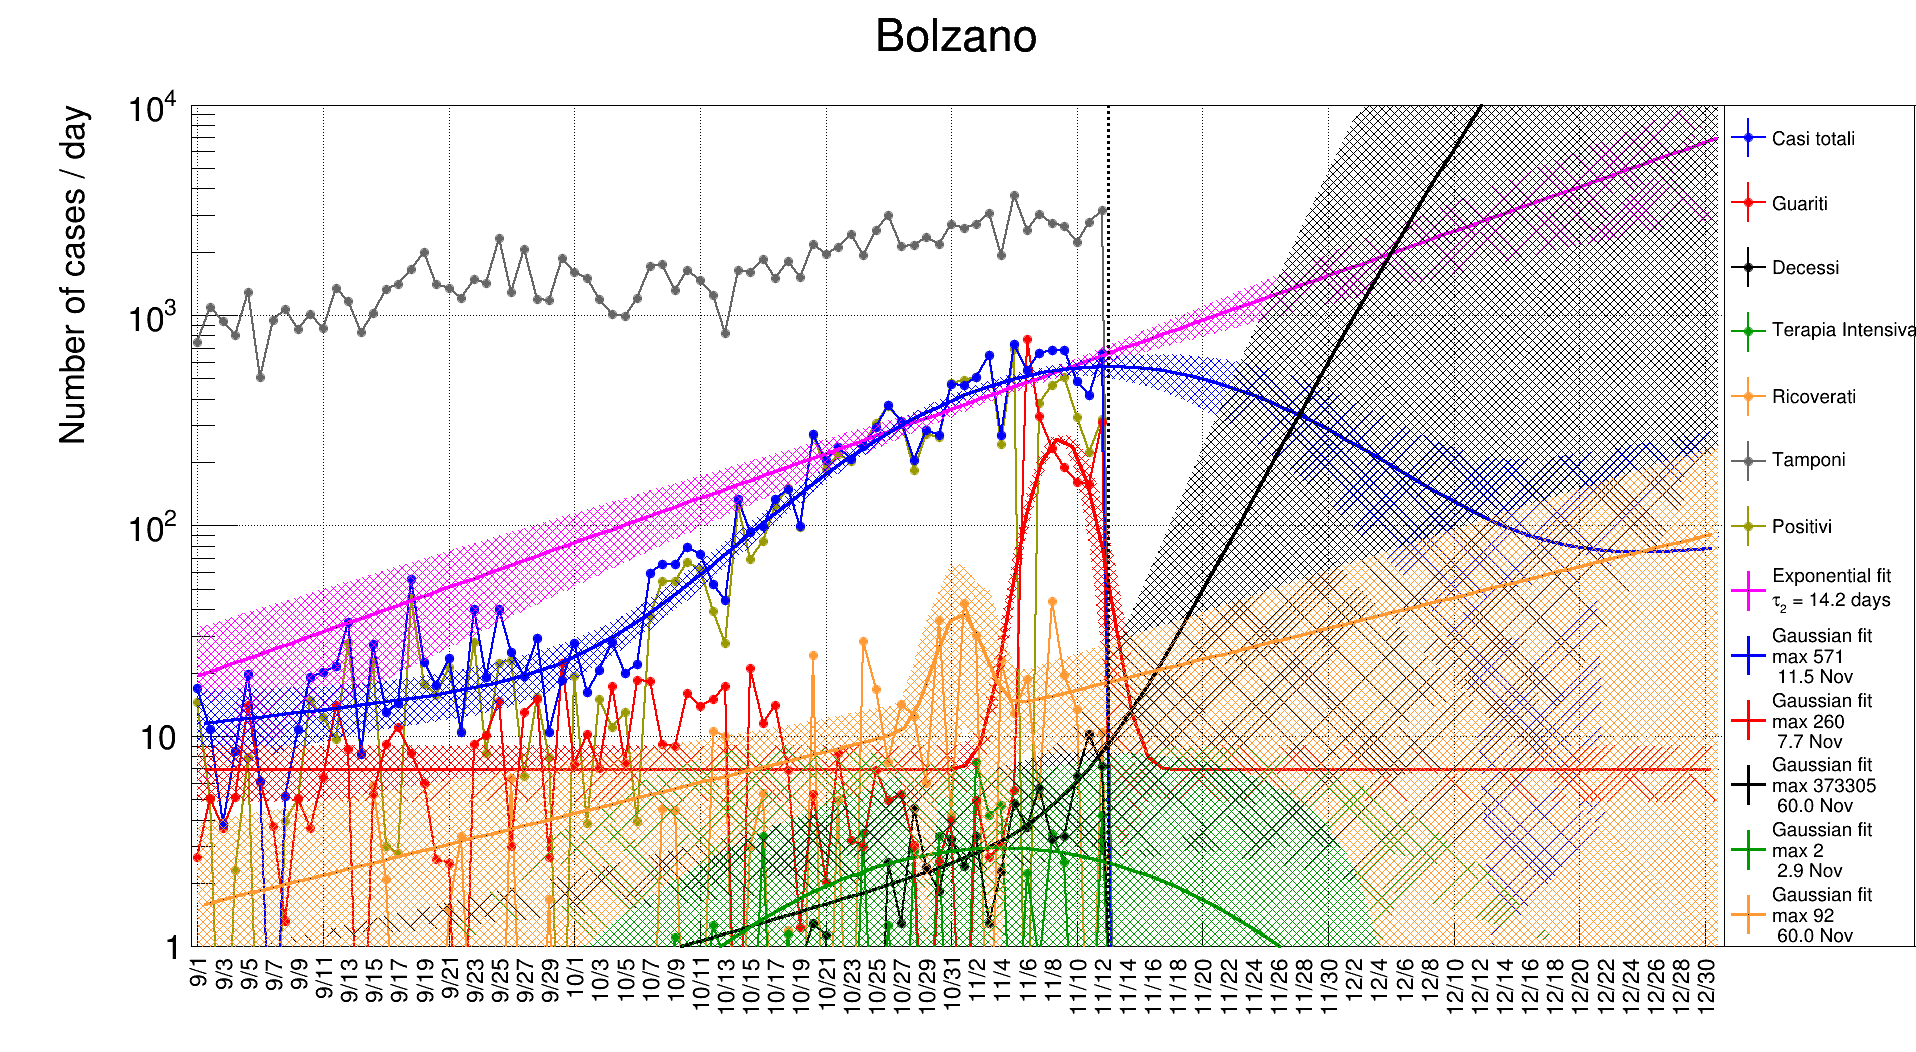 Bolzano
Number of cases / day
10^4
10^3
10^2
10
1
9/1 9/3 9/5 9/7 9/9 9/11 9/13 9/15 9/17 9/19 9/21 9/23 9/25 9/27 9/29 10/1 10/3 10/5 10/7 10/9 10/11 10/13 10/15 10/17 10/19 10/21 10/23 10/25 10/27 10/29 10/31 11/2 11/4 11/6 11/8 11/10 11/12 11/14 11/16 11/18 11/20 11/22 11/24 11/26 11/28 11/30 12/2 12/4 12/6 12/8 12/10 12/12 12/14 12/16 12/18 12/20 12/22 12/24 12/26 12/28 12/30
Casi totali
Guariti
Decessi
Terapia Intensiva
Ricoverati
Tamponi
Positivi
Exponential fit
τ2 = 14.2 days
Gaussian fit
max 571
11.5 Nov
Gaussian fit
max 260
7.7 Nov
Gaussian fit
max 373305
60.0 Nov
Gaussian fit
max 2
2.9 Nov
Gaussian fit
max 92
60.0 Nov